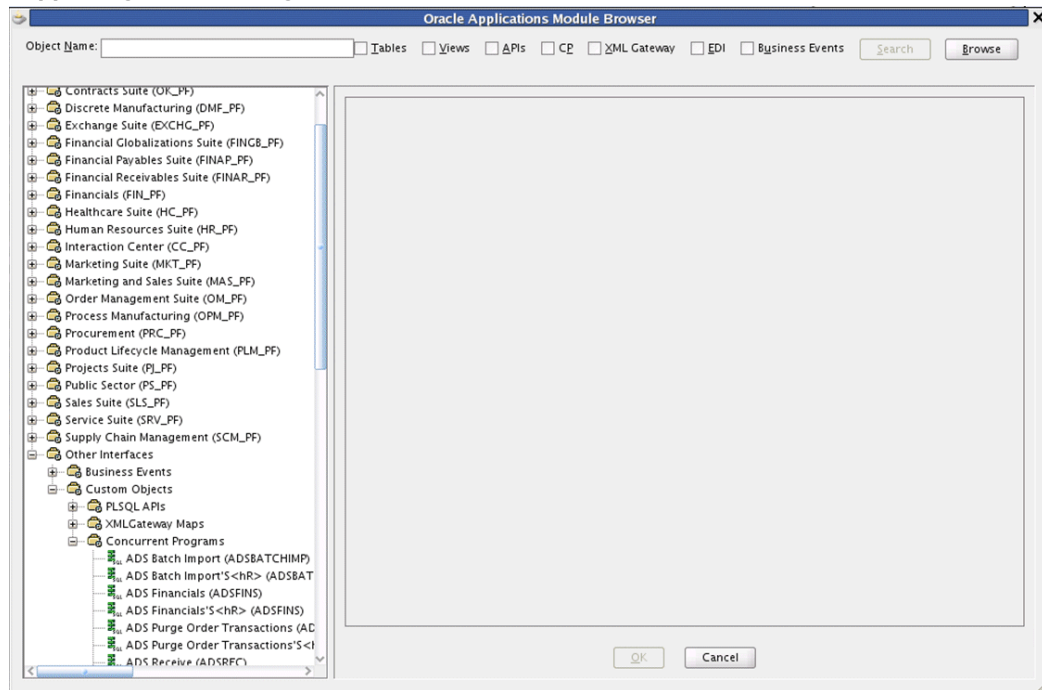 Oracle Applications Module Browser
Object Name: Tables Views APIs CP XML Gateway EDI Business Events Search Browse
Contracts Suite (OK_PF)
Discrete Manufacturing (DMF_PF)
Exchange Suite (EXCHG_PF)
Financial Globalizations Suite (FINGB_PF)
Financial Payables Suite (FINAP_PF)
Financial Receivables Suite (FINAR_PF)
Financials (FIN_PF)
Healthcare Suite (HC_PF)
Human Resources Suite (HR_PF)
Interaction Center (CC_PF)
Marketing Suite (MKT_PF)
Marketing and Sales Suite (MAS_PF)
Order Management Suite (OM_PF)
Process Manufacturing (OPM_PF)
Procurement (PRC_PF)
Product Lifecycle Management (PLM_PF)
Projects Suite (PJ_PF)
Public Sector (PS_PF)
Sales Suite (SLS_PF)
Service Suite (SRV_PF)
Supply Chain Management (SCM_PF)
Other Interfaces
Business Events
Custom Objects
PLSQL APIs
XMLGateway Maps
Concurrent Programs
ADS Batch Import (ADSBATCHIMP)
ADS Batch Import'S<hR> (ADSBAT
ADS Financials (ADSFINS)
ADS Financials'S<hR> (ADSFINS)
ADS Purge Order Transactions (AD
ADS Purge Order Transactions'S<
ADS Receive (ADSREC)
OK Cancel